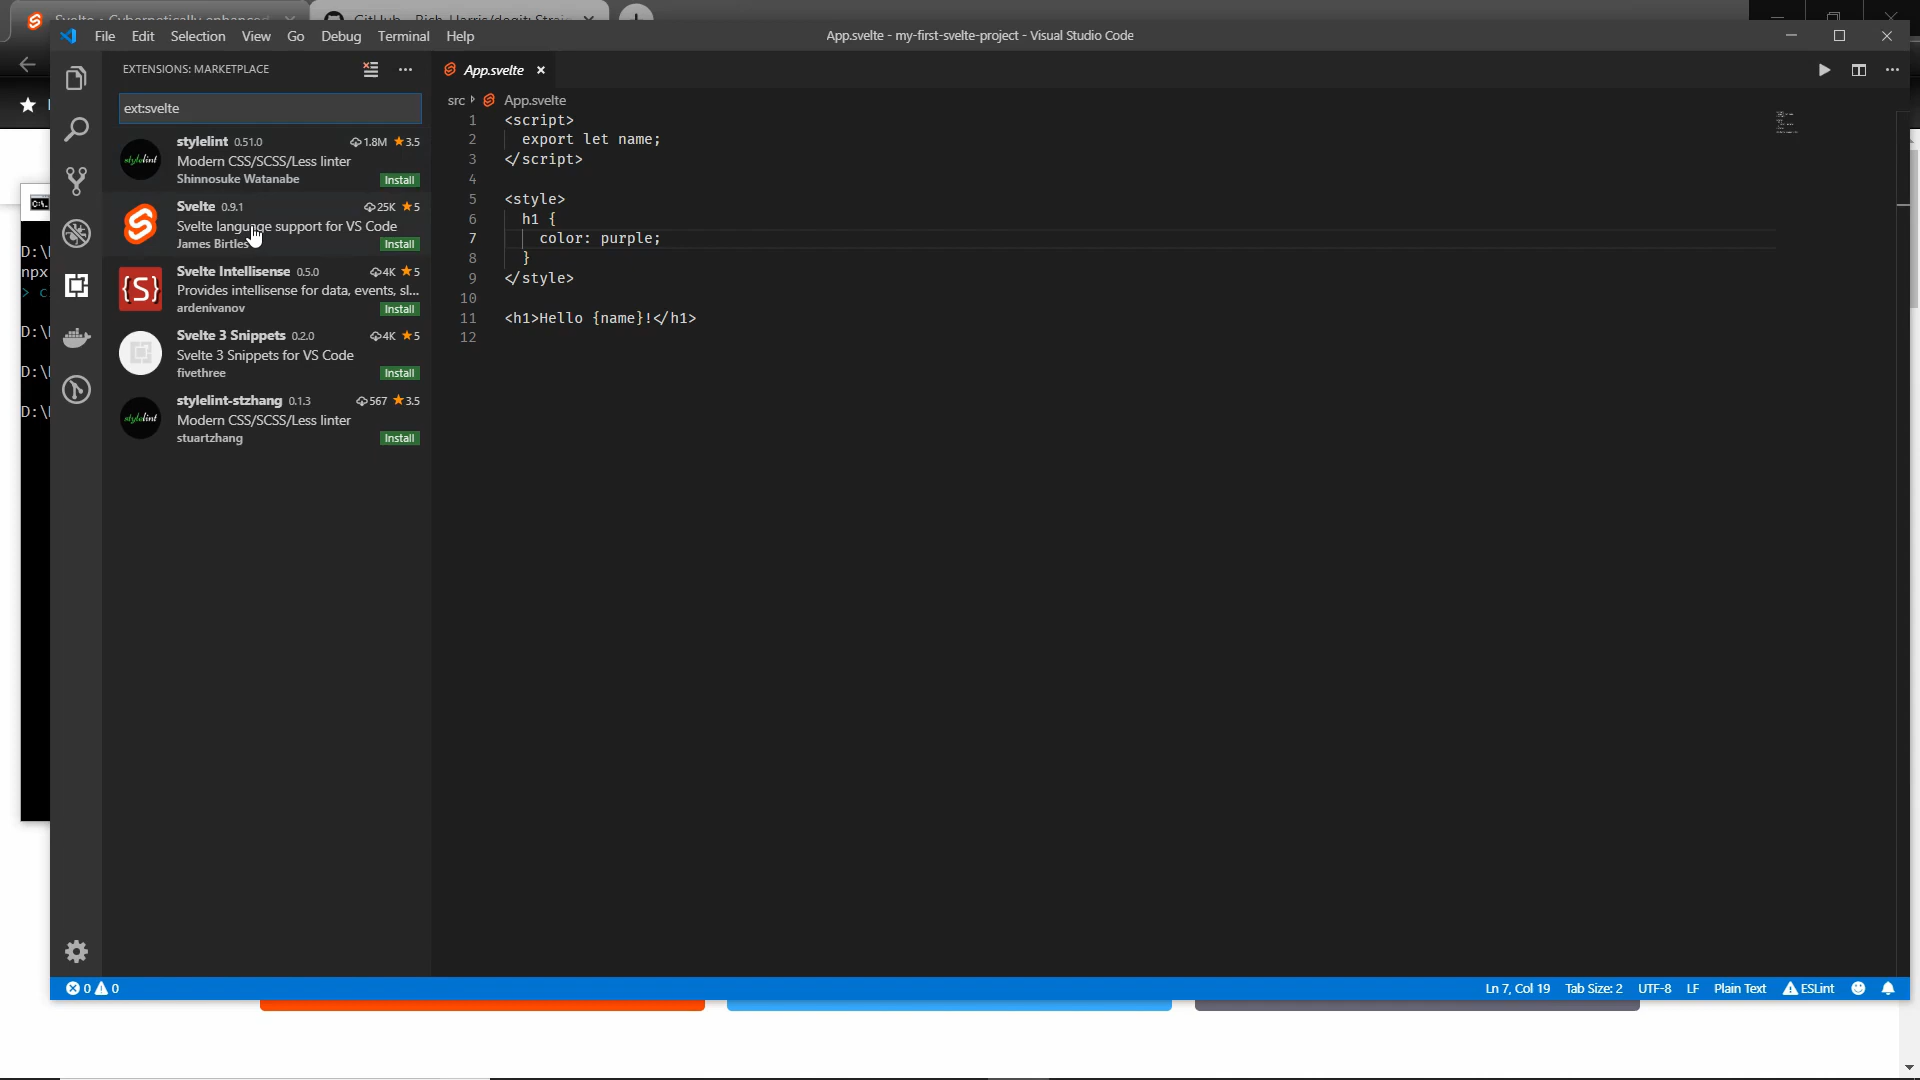 File Edit Selection View Go Debug Terminal Help
App.svelte - my-first-svelte-project - Visual Studio Code
EXTENSIONS: MARKETPLACE
ext:svelte
stylelint 0.51.0 1.8M 3.5
Modern CSS/SCSS/Less linter
Shinnosuke Watanabe Install
Svelte 0.9.1 25K 5
Svelte language support for VS Code
James Birtles Install
Svelte Intellisense 0.5.0 4K 5
Provides intellisense for data, events, sl...
ardenivanov Install
Svelte 3 Snippets 0.2.0 4K 5
Svelte 3 Snippets for VS Code
fivethree Install
stylelint-stzhang 0.1.3 567 3.5
Modern CSS/SCSS/Less linter
stuartzhang Install
App.svelte
src App.svelte
1 <script>
2 export let name;
3 </script>
4
5 <style>
6 h1 {
7 color: purple;
8 }
9 </style>
10
11 <h1>Hello {name}!</h1>
12
D:\
npx
> c
D:\
D:\
D:\
0 0
Ln 7, Col 19 Tab Size: 2 UTF-8 LF Plain Text ESLint